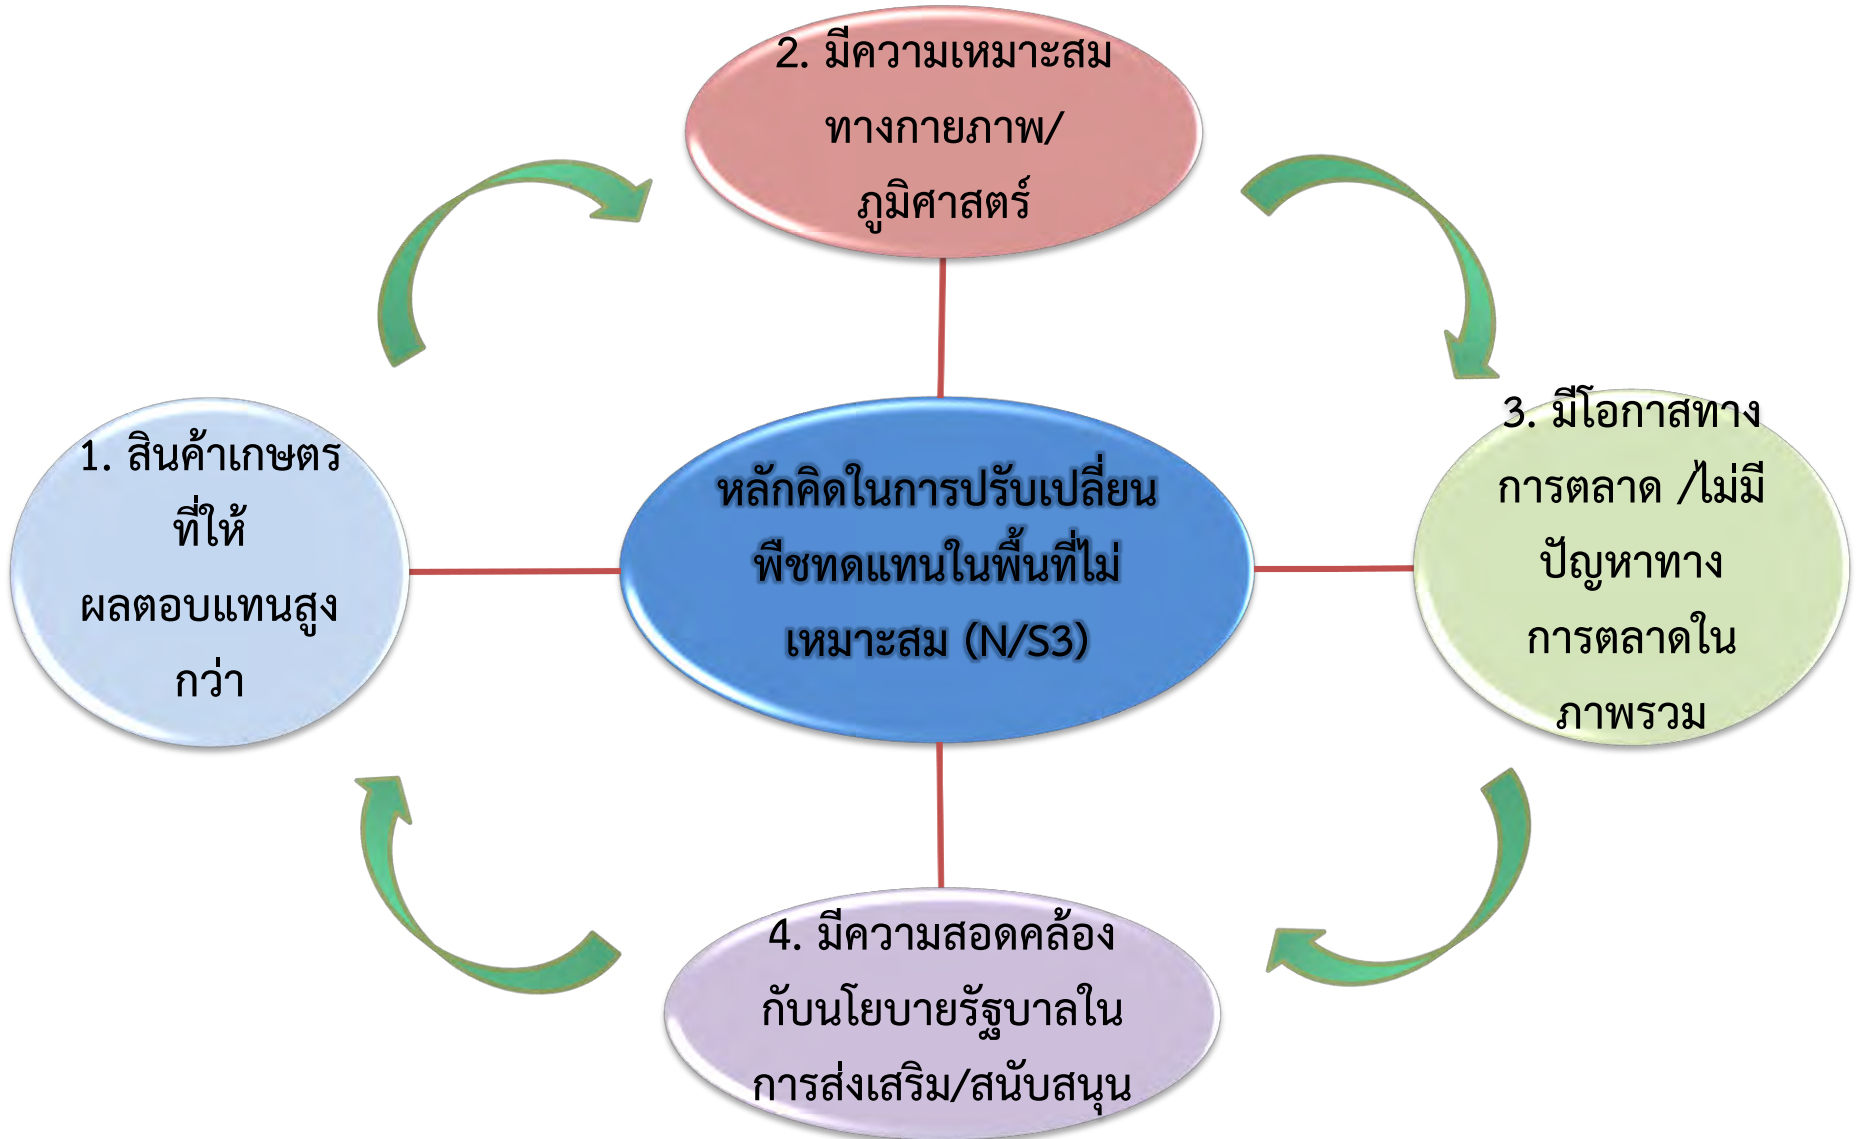 2. มีความเหมาะสม
ทางกายภาพ/
ภูมิศาสตร์
1. สินค้าเกษตร
ที่ให้
ผลตอบแทนสูง
กว่า
หลักคิดในการปรับเปลี่ยน
พืชทดแทนในพื้นที่ไม่
เหมาะสม (N/S3)
3. มีโอกาสทาง
การตลาด /ไม่มี
ปัญหาทาง
การตลาดใน
ภาพรวม
4. มีความสอดคล้อง
กับนโยบายรัฐบาลใน
การส่งเสริม/สนับสนุน